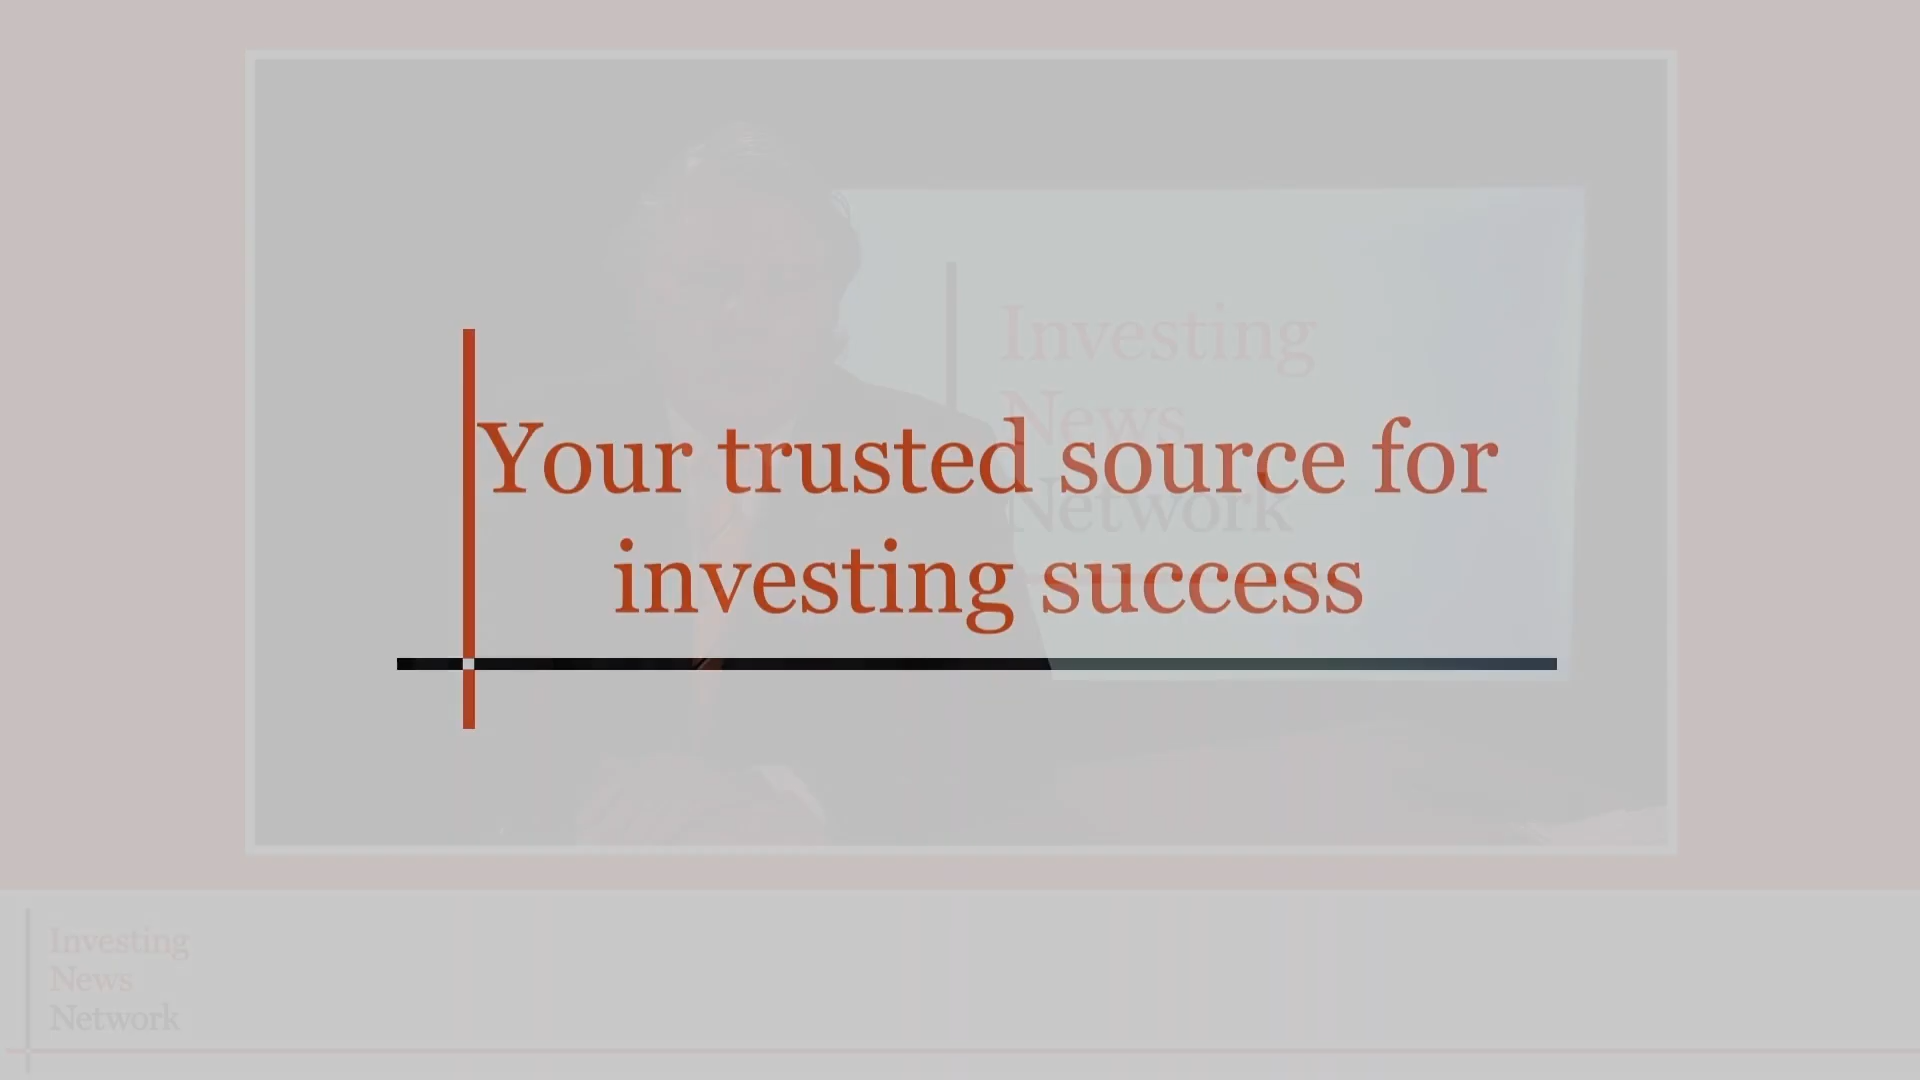 Investing
News
Network
Your trusted source for
investing success
Investing
News
Network